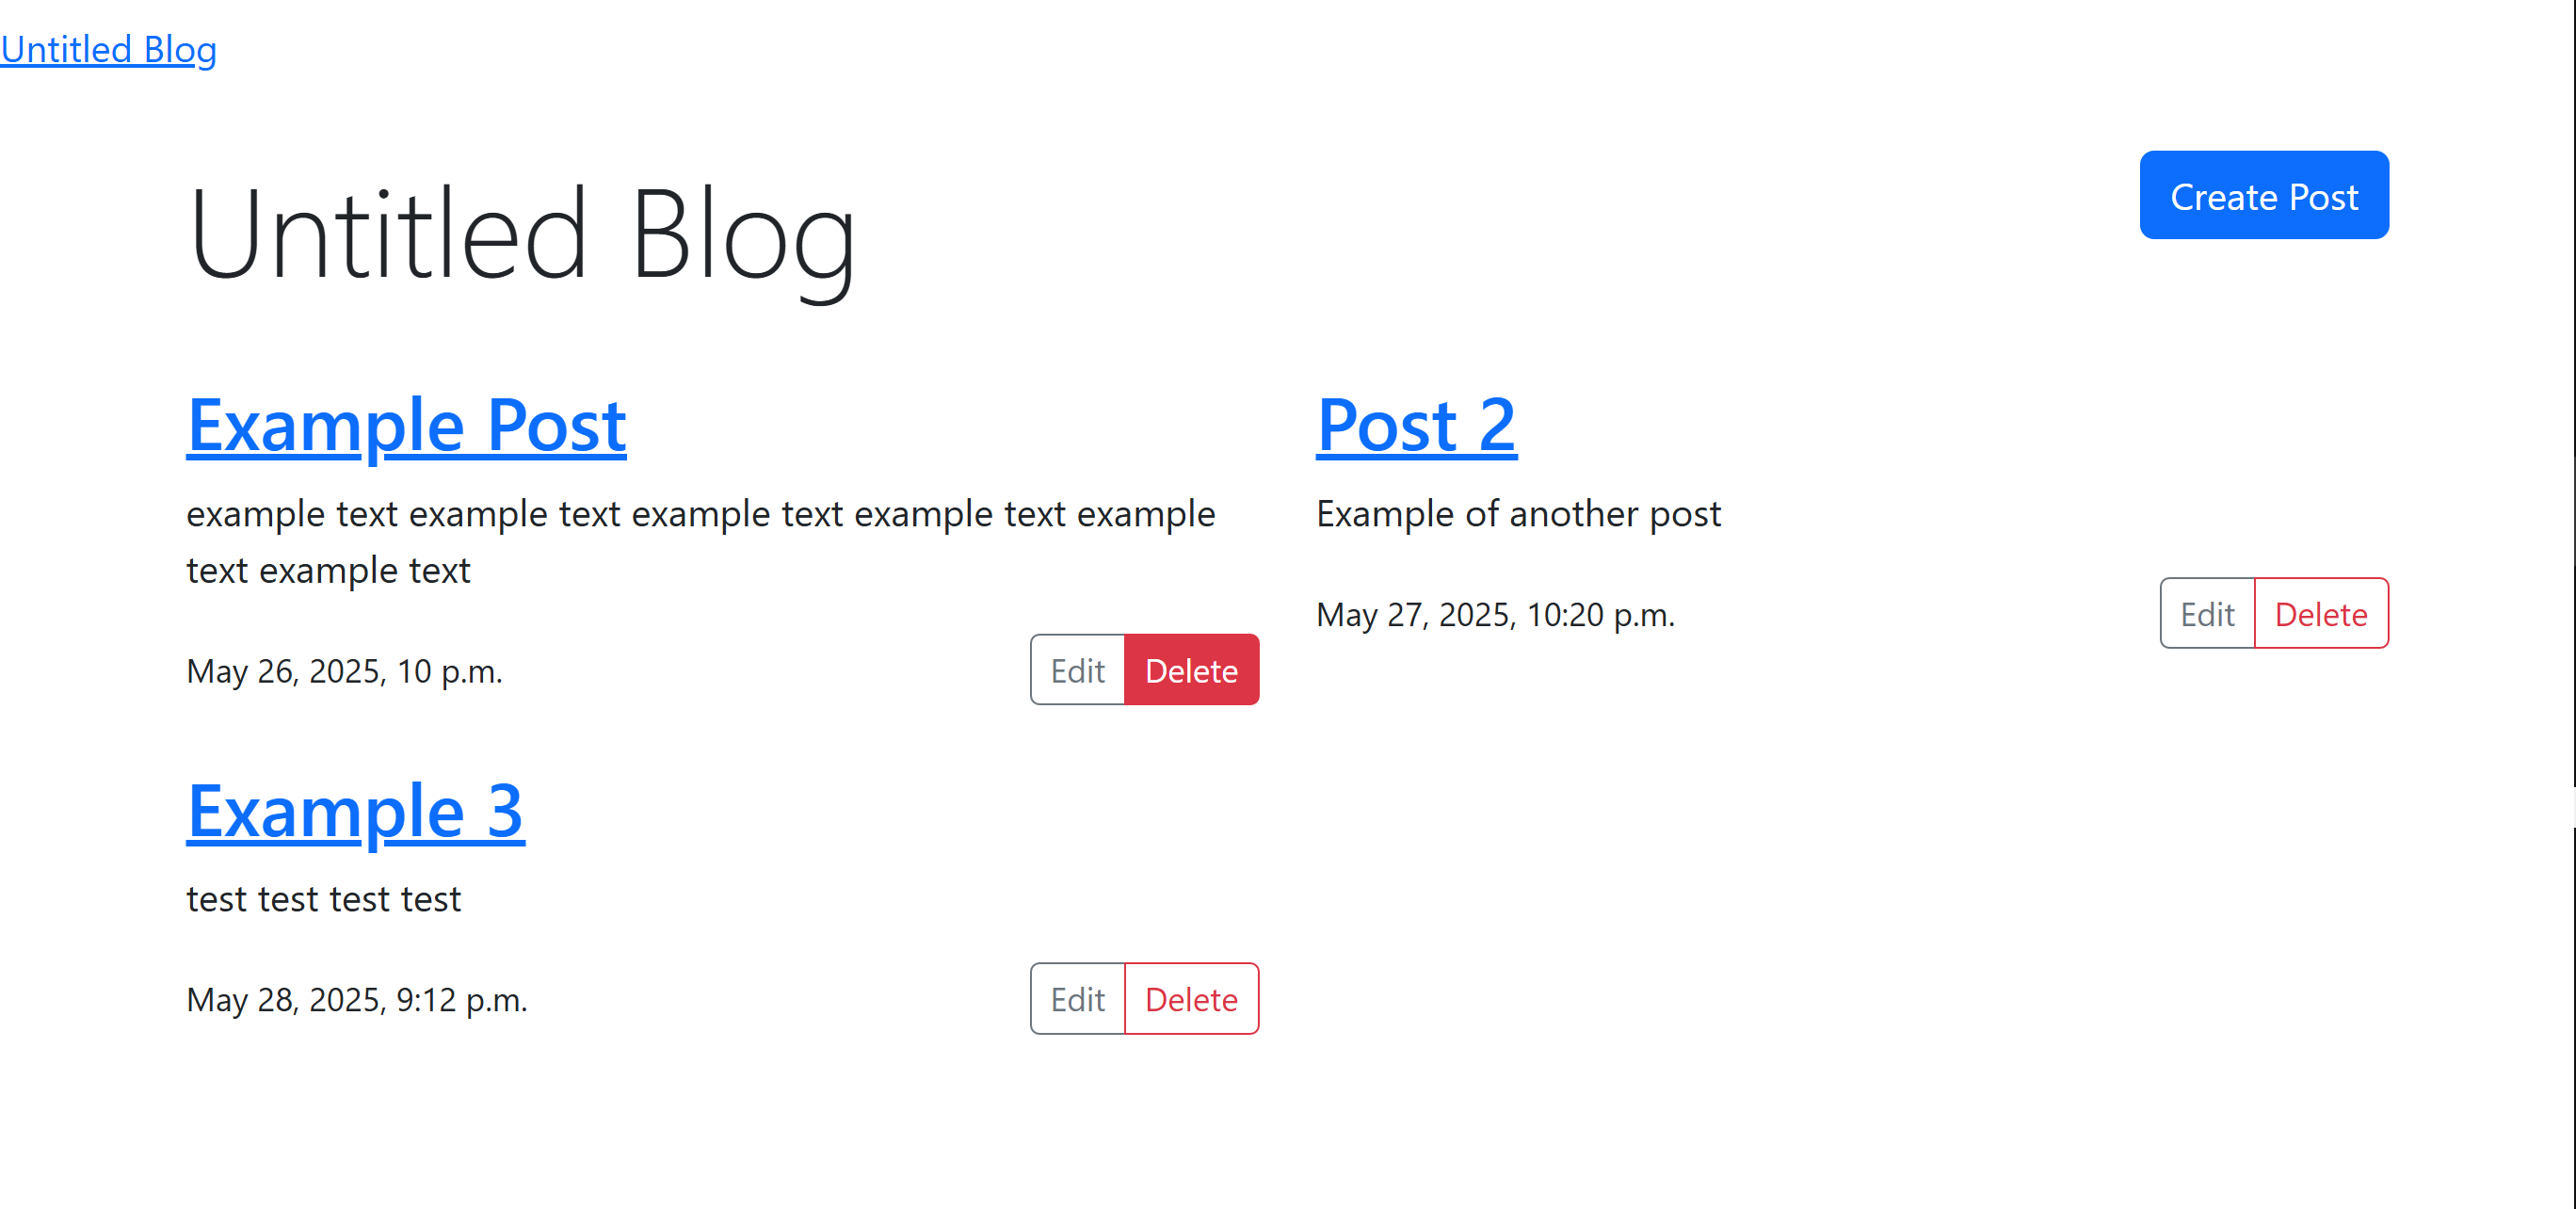 Untitled Blog
Untitled Blog
Create Post
Example Post
example text example text example text example text example
text example text
May 26, 2025, 10 p.m.
Edit
Delete
Post 2
Example of another post
May 27, 2025, 10:20 p.m.
Edit
Delete
Example 3
test test test test
May 28, 2025, 9:12 p.m.
Edit
Delete